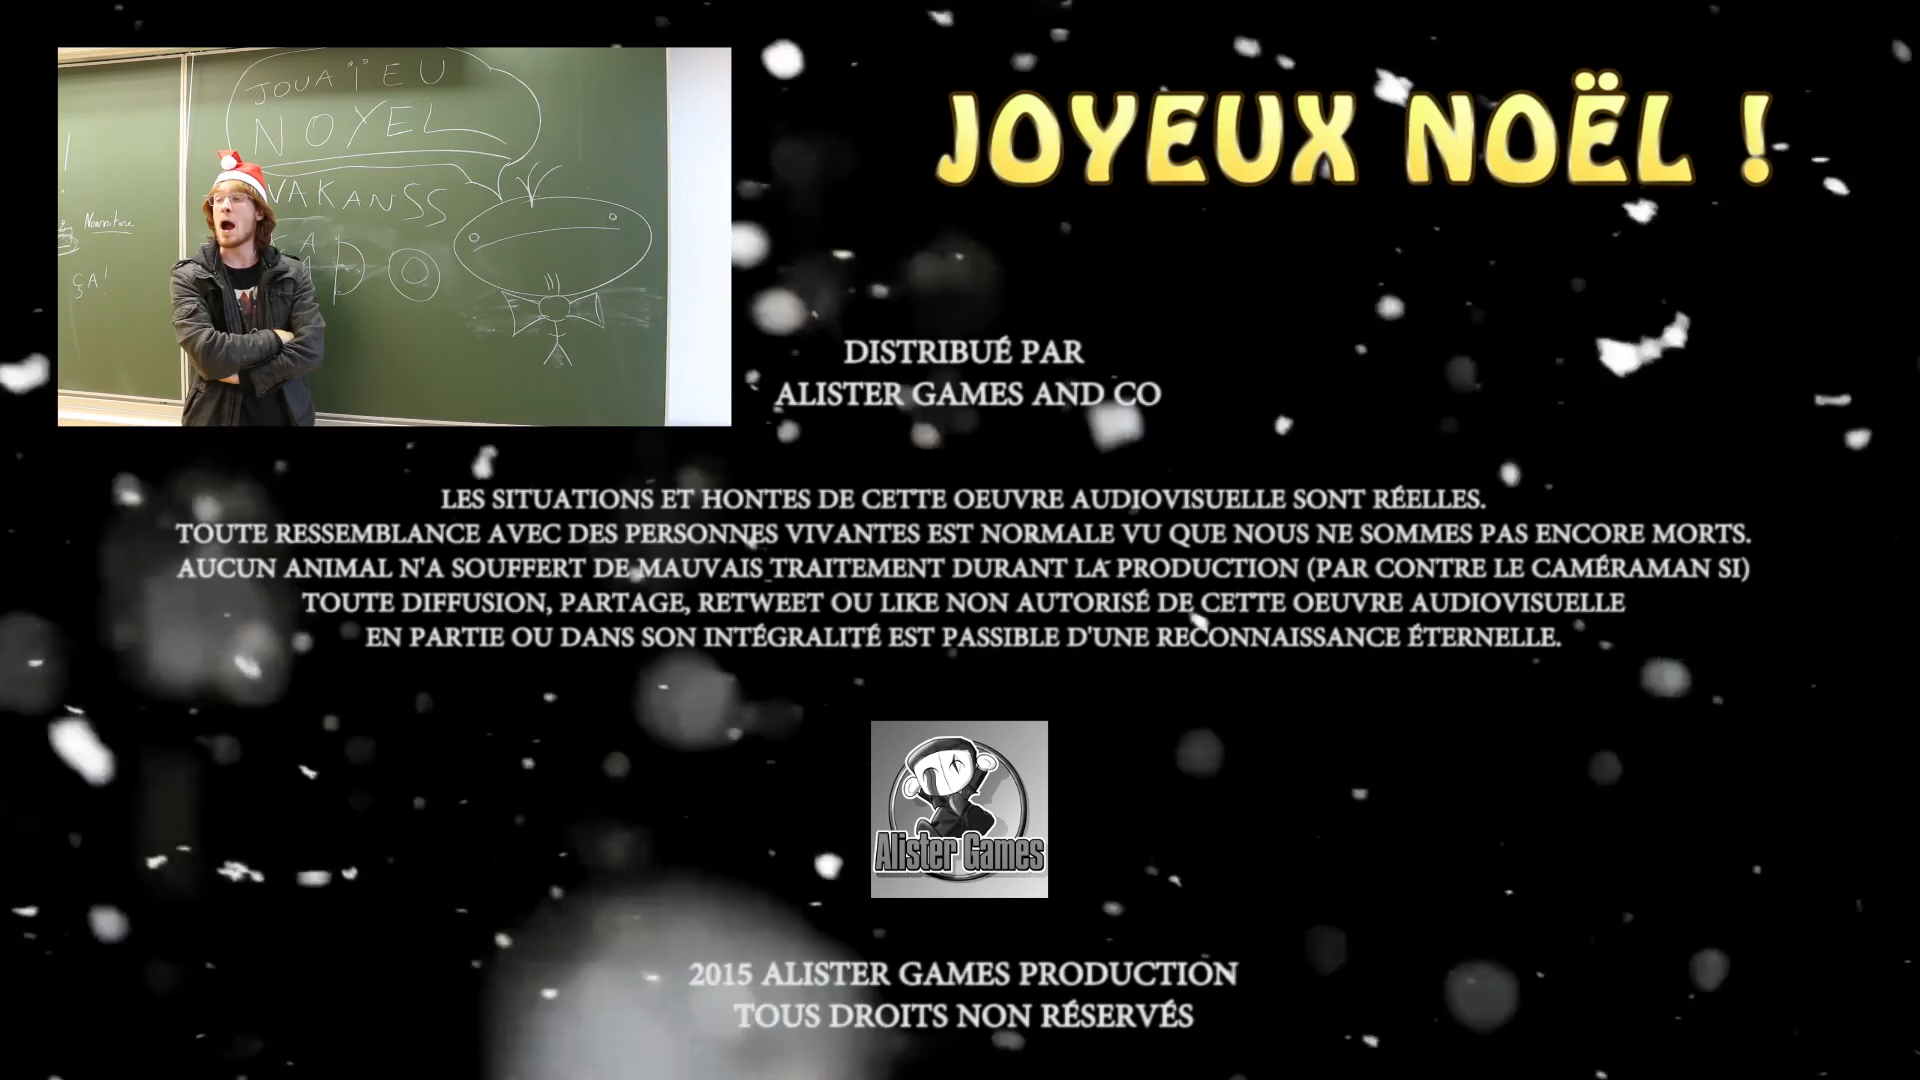 JOUAÏEU
NOYEL
VAKANSS
Nourriture
ÇA!
JOYEUX NOËL !
DISTRIBUÉ PAR
ALISTER GAMES AND CO
LES SITUATIONS ET HONTES DE CETTE OEUVRE AUDIOVISUELLE SONT RÉELLES.
TOUTE RESSEMBLANCE AVEC DES PERSONNES VIVANTES EST NORMALE VU QUE NOUS NE SOMMES PAS ENCORE MORTS.
AUCUN ANIMAL N'A SOUFFERT DE MAUVAIS TRAITEMENT DURANT LA PRODUCTION (PAR CONTRE LE CAMÉRAMAN SI)
TOUTE DIFFUSION, PARTAGE, RETWEET OU LIKE NON AUTORISÉ DE CETTE OEUVRE AUDIOVISUELLE
EN PARTIE OU DANS SON INTÉGRALITÉ EST PASSIBLE D'UNE RECONNAISSANCE ÉTERNELLE.
Alister Games
2015 ALISTER GAMES PRODUCTION
TOUS DROITS NON RÉSERVÉS